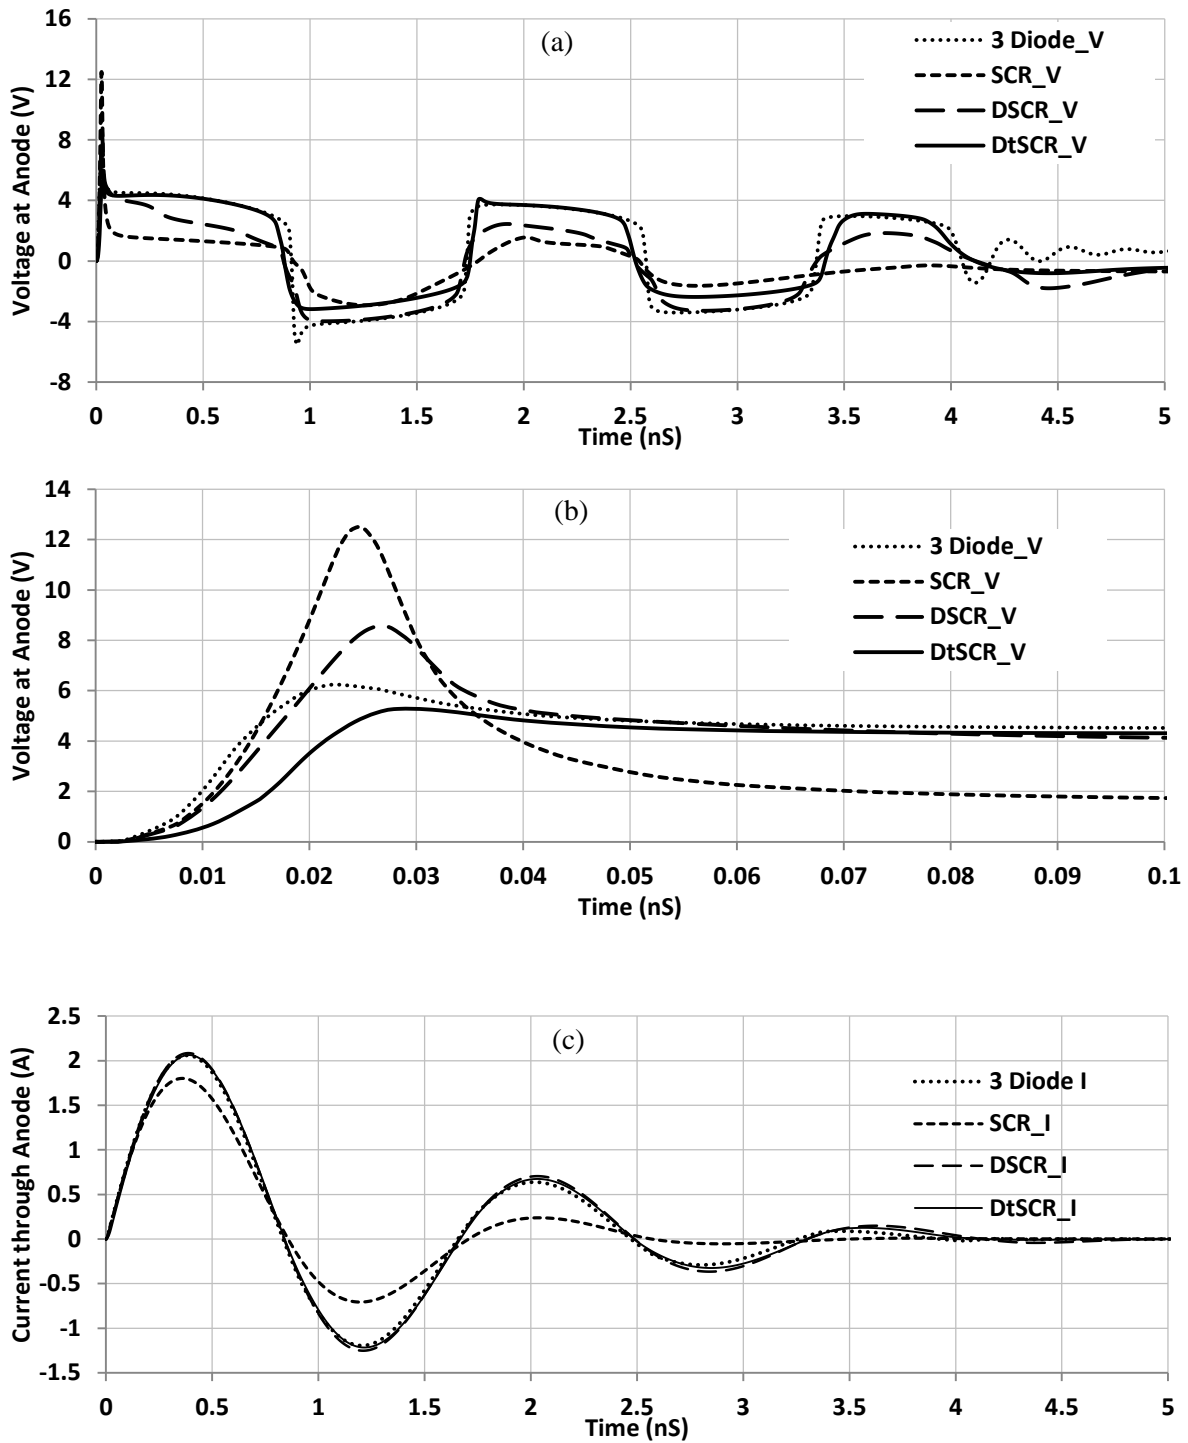 (a)
Voltage at Anode (V)
16
12
8
4
0
-4
-8
3 Diode_V
SCR_V
DSCR_V
DtSCR_V
0 0.5 1 1.5 2 2.5 3 3.5 4 4.5 5
Time (nS)
(b)
Voltage at Anode (V)
14
12
10
8
6
4
2
0
3 Diode_V
SCR_V
DSCR_V
DtSCR_V
0 0.01 0.02 0.03 0.04 0.05 0.06 0.07 0.08 0.09 0.1
Time (nS)
(c)
Current through Anode (A)
2.5
2
1.5
1
0.5
0
-0.5
-1
-1.5
3 Diode I
SCR_I
DSCR_I
DtSCR_I
0 0.5 1 1.5 2 2.5 3 3.5 4 4.5 5
Time (nS)